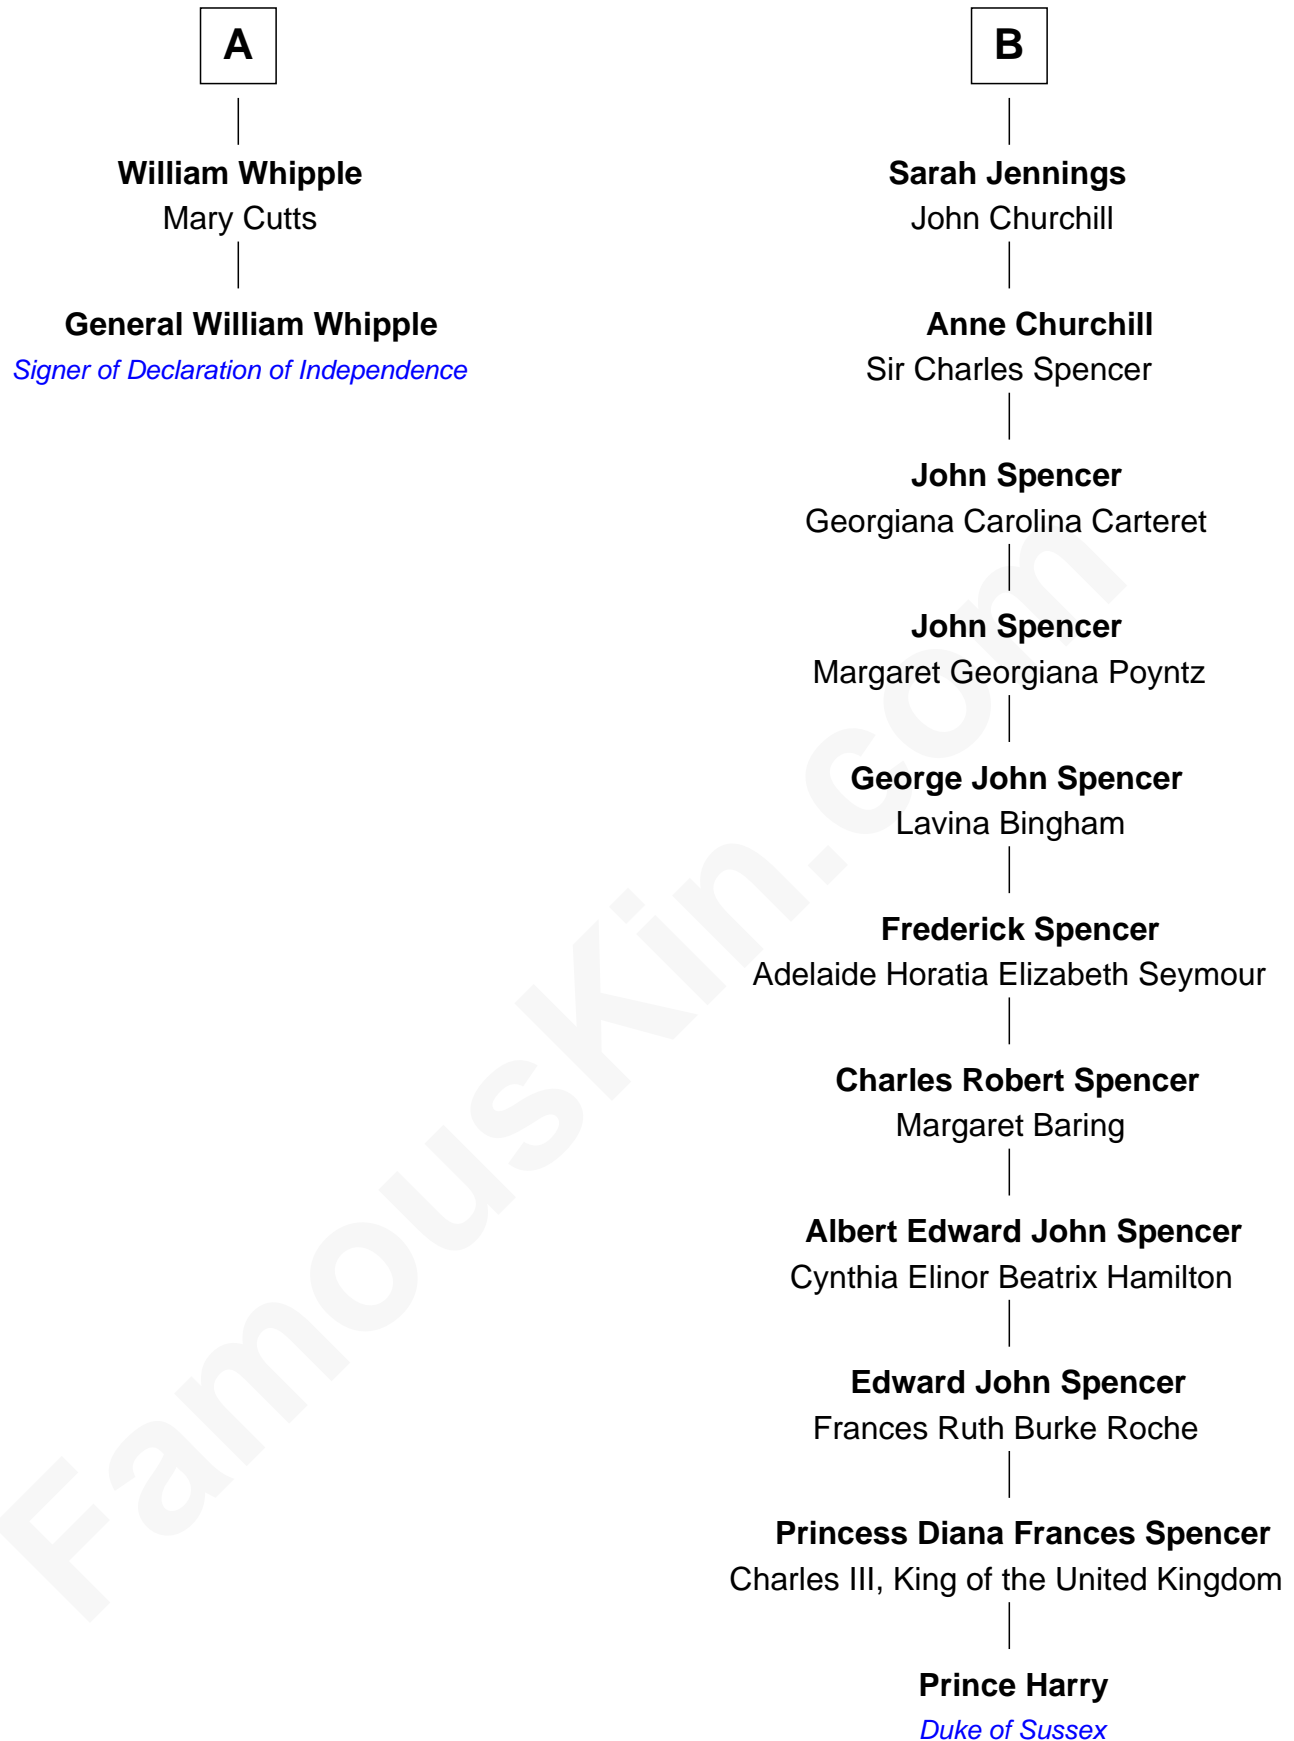 A
William Whipple
Mary Cutts
General William Whipple
Signer of Declaration of Independence
B
Sarah Jennings
John Churchill
Anne Churchill
Sir Charles Spencer
John Spencer
Georgiana Carolina Carteret
John Spencer
Margaret Georgiana Poyntz
George John Spencer
Lavina Bingham
Frederick Spencer
Adelaide Horatia Elizabeth Seymour
Charles Robert Spencer
Margaret Baring
Albert Edward John Spencer
Cynthia Elinor Beatrix Hamilton
Edward John Spencer
Frances Ruth Burke Roche
Princess Diana Frances Spencer
Charles III, King of the United Kingdom
Prince Harry
Duke of Sussex
FamousKin.com